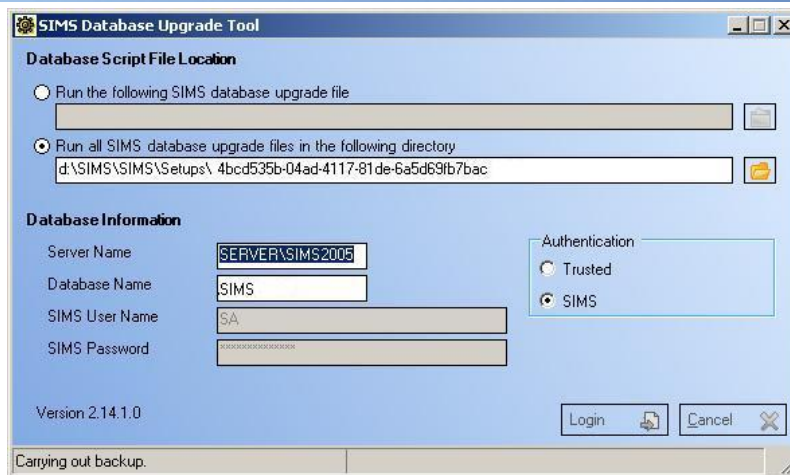 SIMS Database Upgrade Tool
Database Script File Location
Run the following SIMS database upgrade file
Run all SIMS database upgrade files in the following directory
d:\SIMS\SIMS\Setups\ 4bcd535b-04ad-4117-81de-6a5d69fb7bac
Database Information
Server Name
SERVER\SIMS2005
Database Name
SIMS
SIMS User Name
SA
SIMS Password
**************
Authentication
Trusted
SIMS
Version 2.14.1.0
Login
Cancel
Carrying out backup.